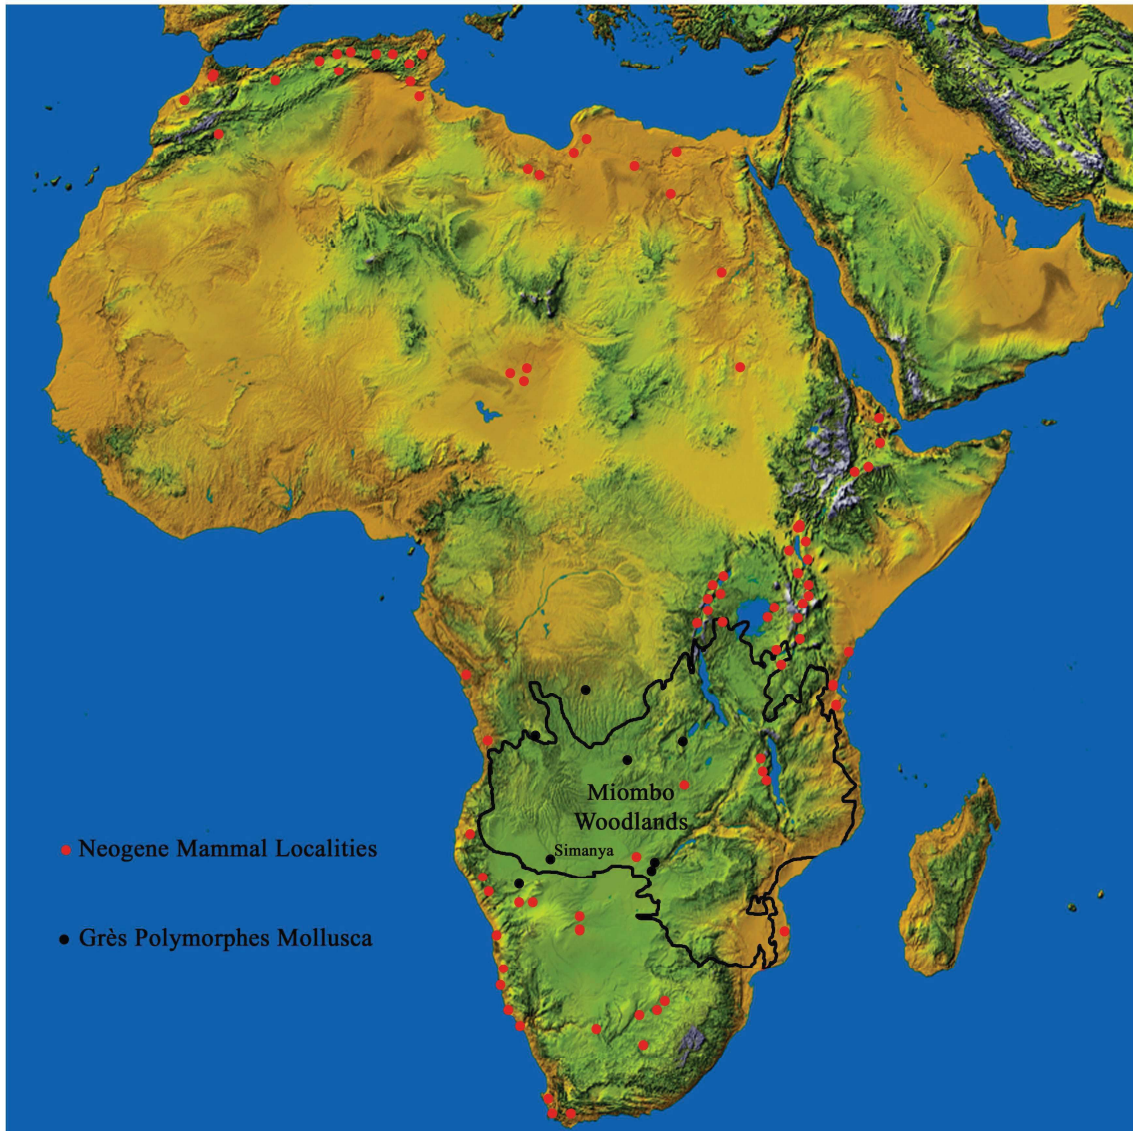 Miombo
Woodlands
Simanya
Neogene Mammal Localities
Grès Polymorphes Mollusca